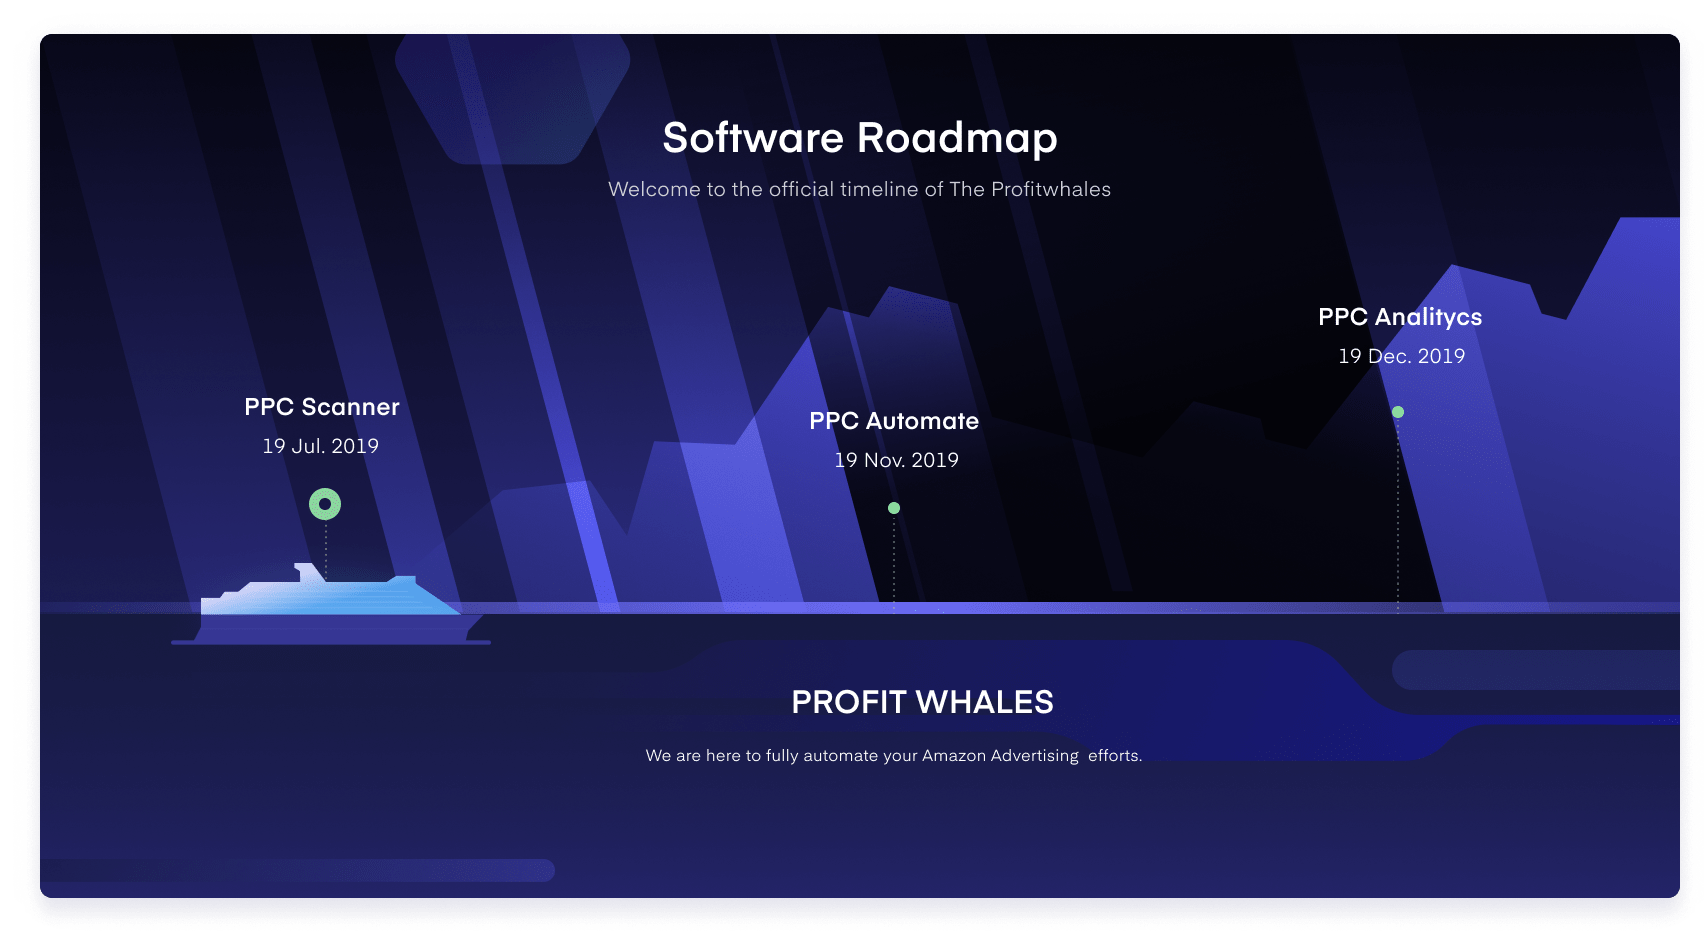 Software Roadmap
Welcome to the official timeline of The Profitwhales
PPC Scanner
19 Jul. 2019
PPC Automate
19 Nov. 2019
PPC Analitycs
19 Dec. 2019
PROFIT WHALES
We are here to fully automate your Amazon Advertising  efforts.